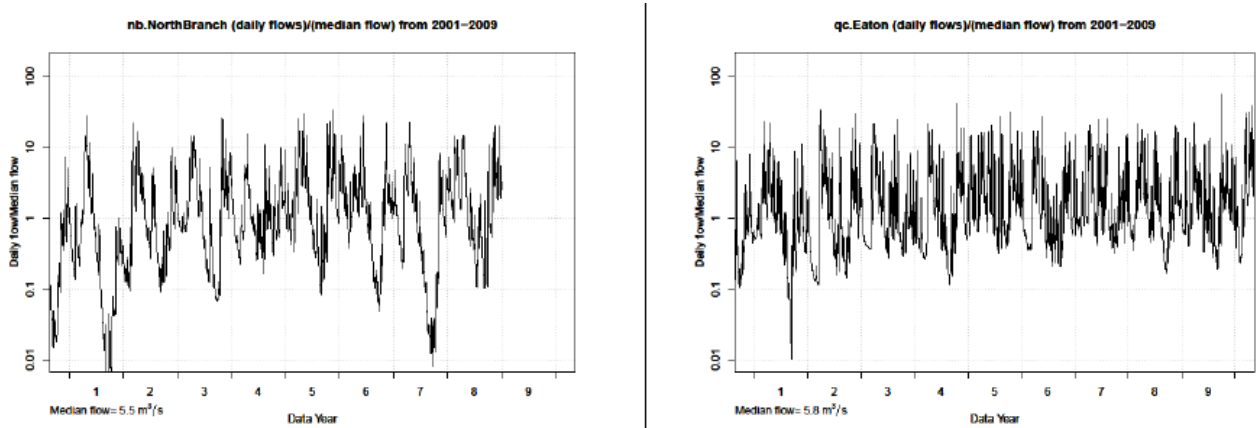 nb.NorthBranch (daily flows)/(median flow) from 2001−2009
Daily flow/Median flow
100
10
1
0.1
0.01
1 2 3 4 5 6 7 8 9
Median flow= 5.5 m³/s
Data Year
qc.Eaton (daily flows)/(median flow) from 2001−2009
Daily flow/Median flow
100
10
1
0.1
0.01
1 2 3 4 5 6 7 8 9
Median flow= 5.8 m³/s
Data Year